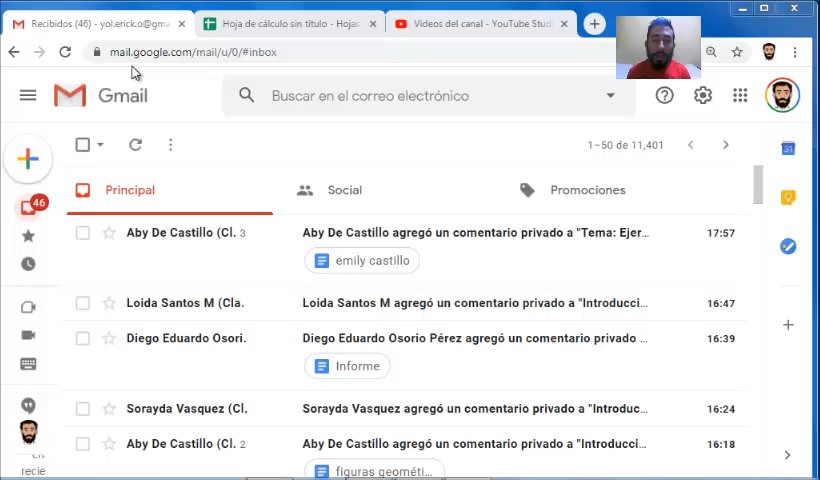 Recibidos (46) - yol.erick.o@gma
Hoja de cálculo sin título - Hojas
Videos del canal - YouTube Stud
mail.google.com/mail/u/0/#inbox
Gmail
Buscar en el correo electrónico
1–50 de 11,401
31
Principal
Social
Promociones
46
Aby De Castillo (Cl. 3
Aby De Castillo agregó un comentario privado a "Tema: Ejer...
17:57
emily castillo
Loida Santos M (Cla.
Loida Santos M agregó un comentario privado a "Introducci...
16:47
Diego Eduardo Osori.
Diego Eduardo Osorio Pérez agregó un comentario privado ...
16:39
Informe
Sorayda Vasquez (Cl.
Sorayda Vasquez agregó un comentario privado a "Introduc...
16:24
Aby De Castillo (Cl. 2
Aby De Castillo agregó un comentario privado a "Introducci...
16:18
figuras geométi...
recie